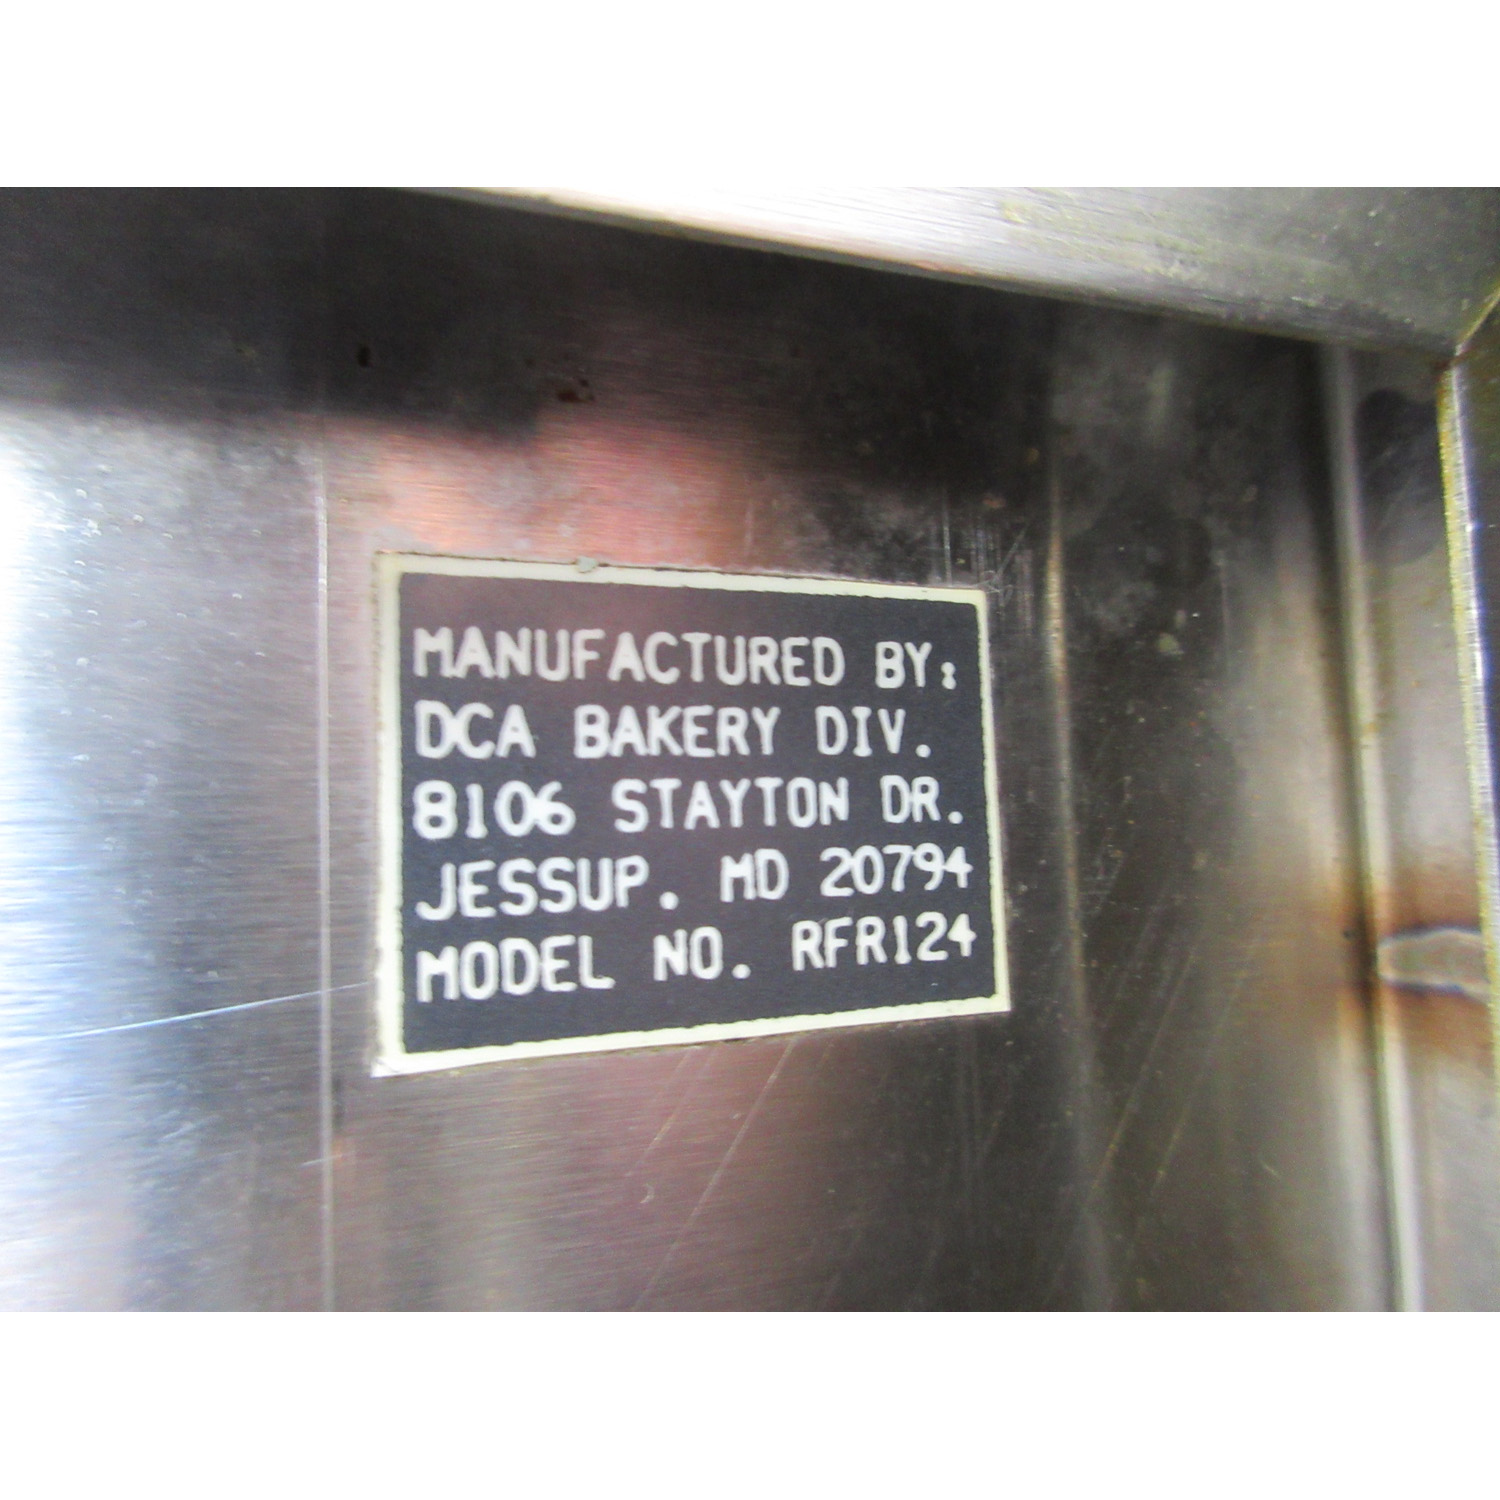 MANUFACTURED BY:
DCA BAKERY DIV.
8106 STAYTON DR.
JESSUP. MD 20794
MODEL NO. RFR124